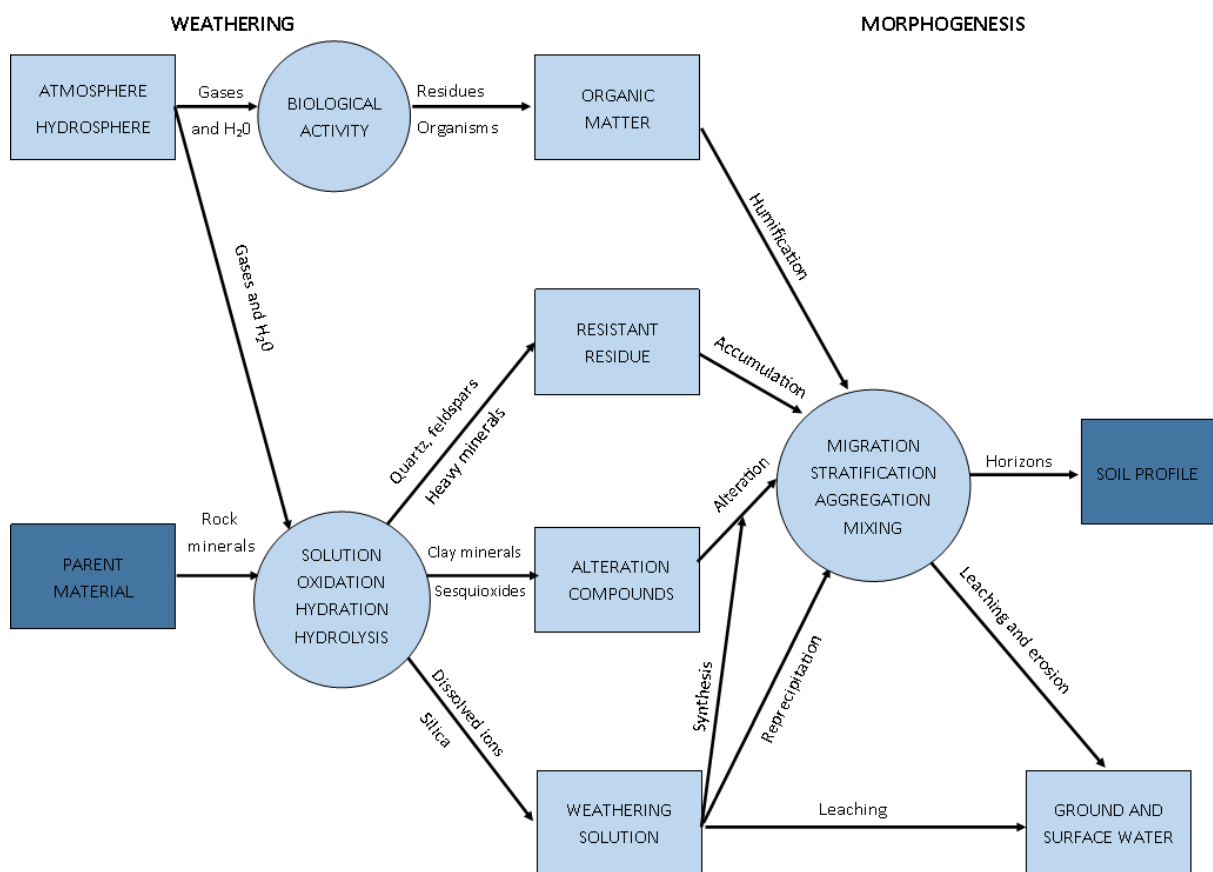 WEATHERING
MORPHOGENESIS
ATMOSPHERE
HYDROSPHERE
Gases
and H₂0
BIOLOGICAL
ACTIVITY
Residues
Organisms
ORGANIC
MATTER
Humification
Gases and H₂0
RESISTANT
RESIDUE
Accumulation
Quartz, feldspars
Heavy minerals
MIGRATION
STRATIFICATION
AGGREGATION
MIXING
Horizons
SOIL PROFILE
PARENT
MATERIAL
Rock
minerals
SOLUTION
OXIDATION
HYDRATION
HYDROLYSIS
Clay minerals
Sesquioxides
ALTERATION
COMPOUNDS
Alteration
Dissolved ions
Silica
Synthesis
Reprecipitation
Leaching and erosion
WEATHERING
SOLUTION
Leaching
GROUND AND
SURFACE WATER